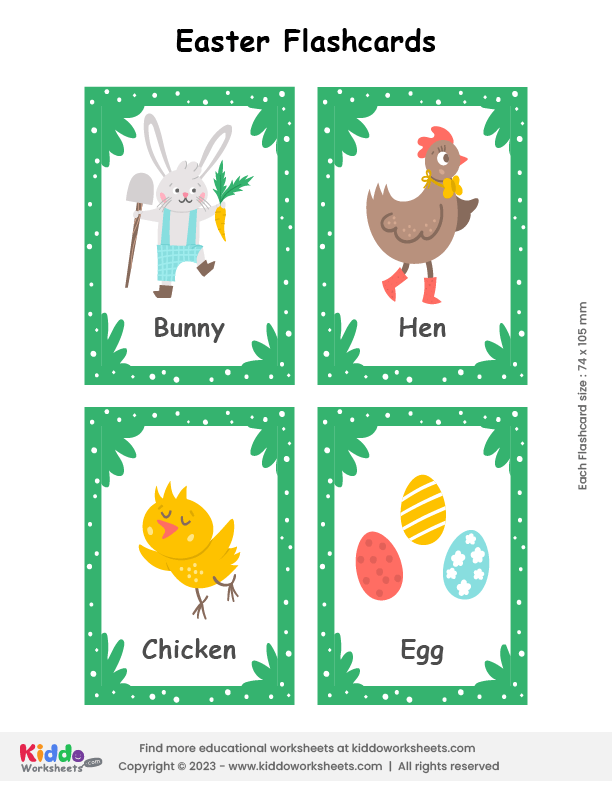 Easter Flashcards
Bunny
Hen
Each Flashcard size : 74 x 105 mm
Chicken
Egg
Kiddo
Worksheets.com
Find more educational worksheets at kiddoworksheets.com
Copyright © 2023 - www.kiddoworksheets.com | All rights reserved